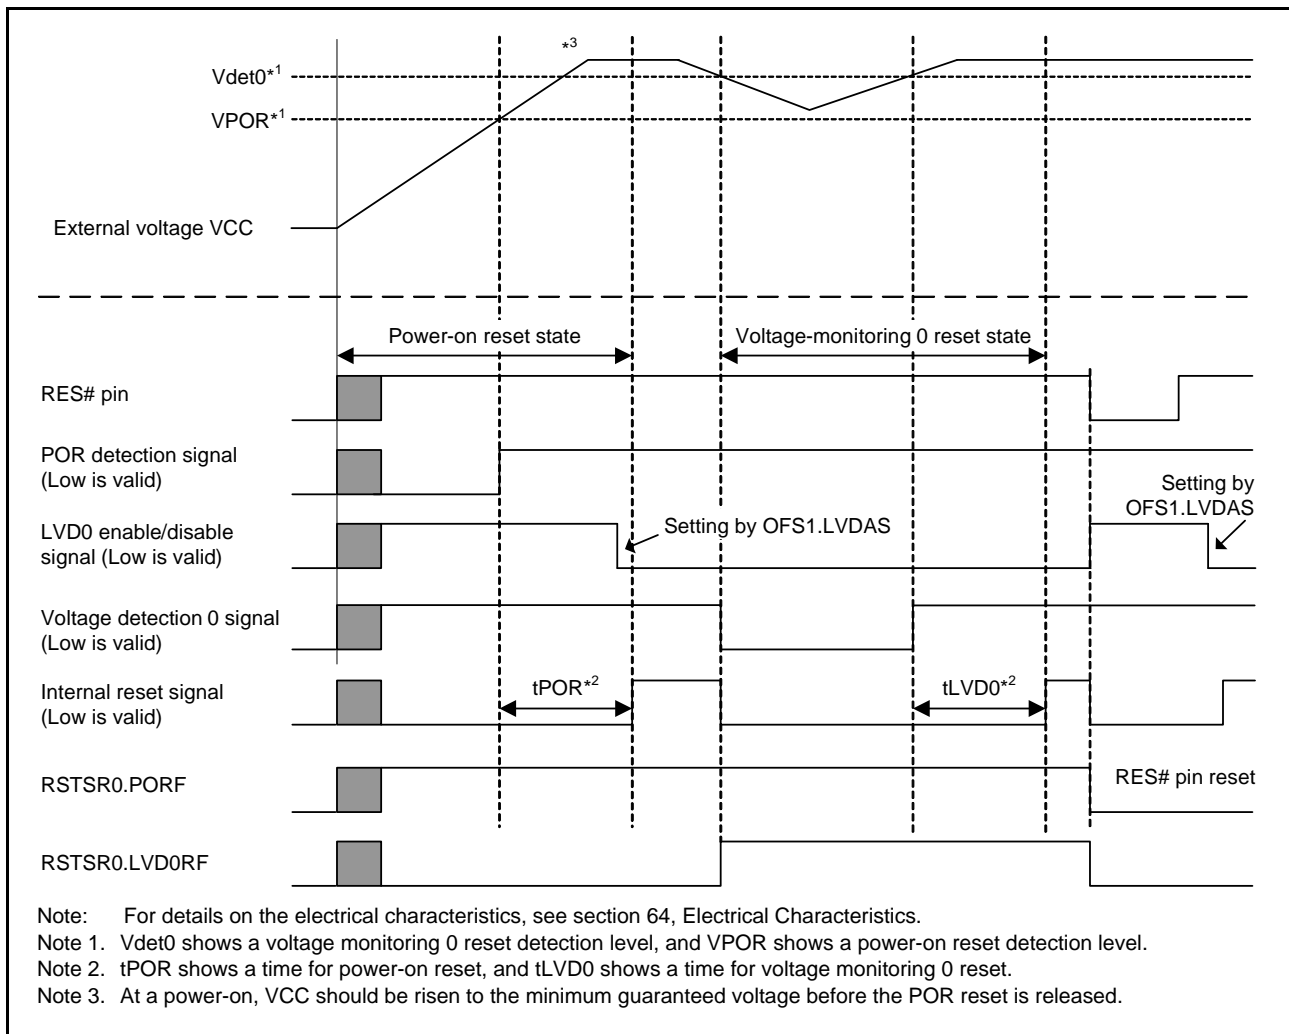 *3
Vdet0*1
VPOR*1
External voltage VCC
Power-on reset state
Voltage-monitoring 0 reset state
RES# pin
POR detection signal
(Low is valid)
Setting by
OFS1.LVDAS
LVD0 enable/disable
signal (Low is valid)
Setting by OFS1.LVDAS
Voltage detection 0 signal
(Low is valid)
Internal reset signal
(Low is valid)
tPOR*2
tLVD0*2
RSTSR0.PORF
RES# pin reset
RSTSR0.LVD0RF
Note: For details on the electrical characteristics, see section 64, Electrical Characteristics.
Note 1. Vdet0 shows a voltage monitoring 0 reset detection level, and VPOR shows a power-on reset detection level.
Note 2. tPOR shows a time for power-on reset, and tLVD0 shows a time for voltage monitoring 0 reset.
Note 3. At a power-on, VCC should be risen to the minimum guaranteed voltage before the POR reset is released.